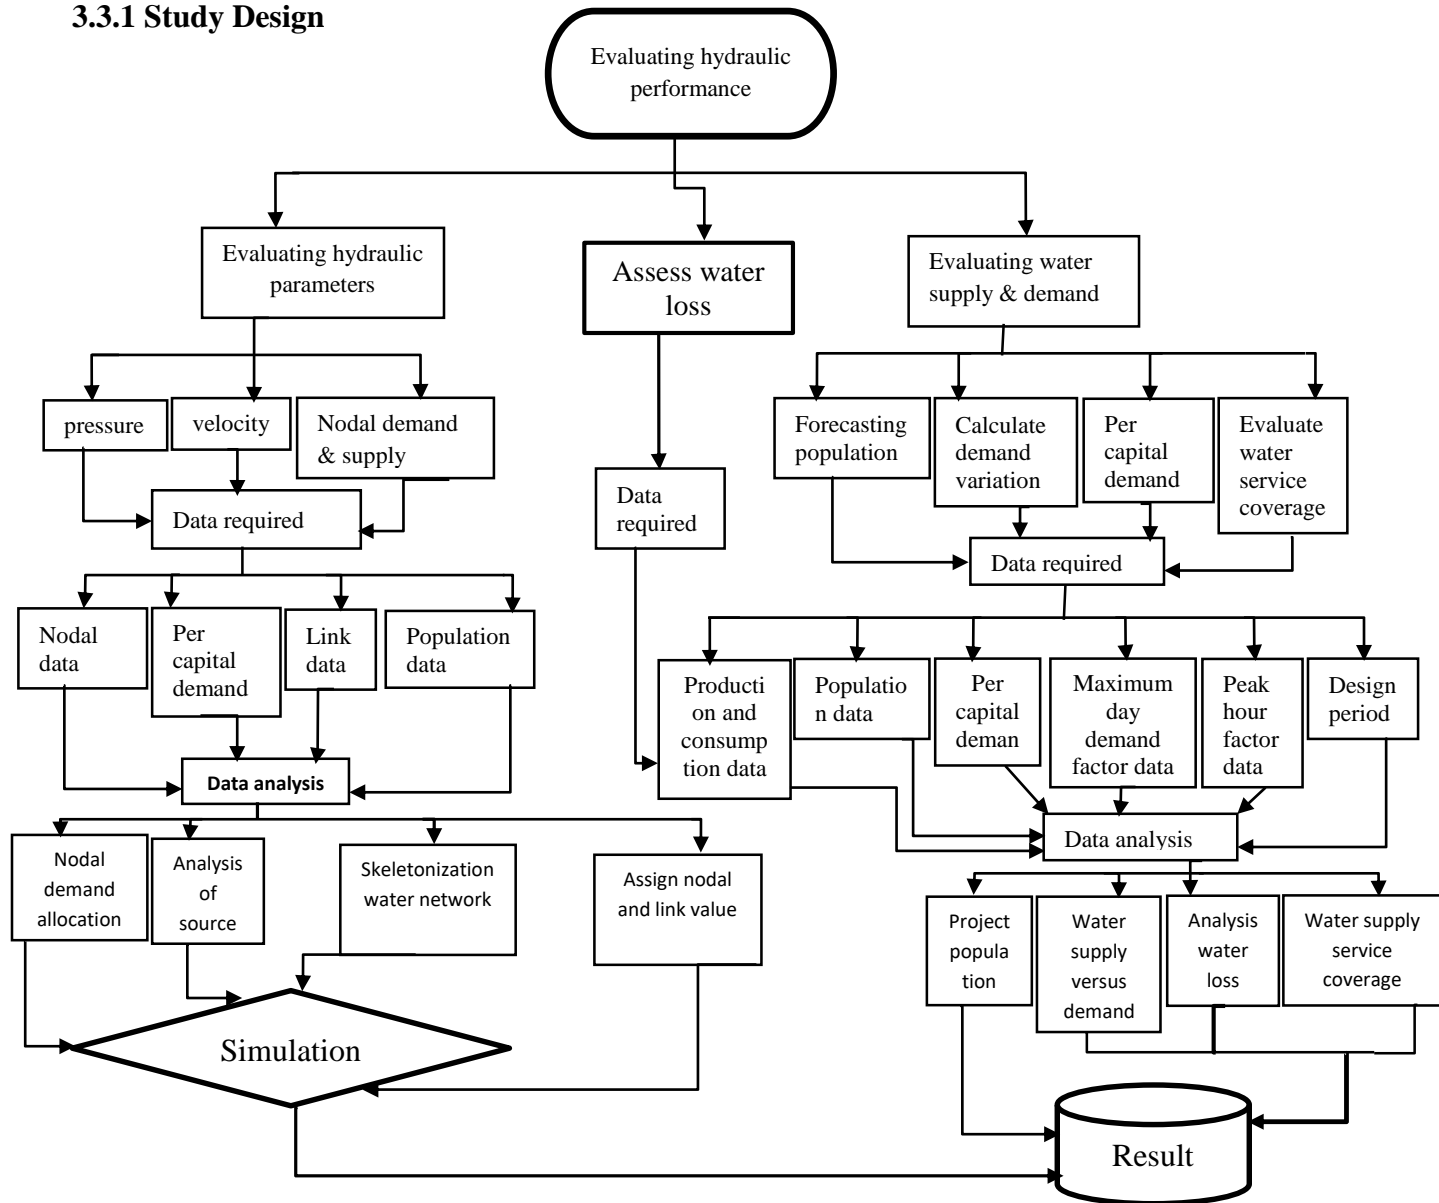 3.3.1 Study Design
Evaluating hydraulic
performance
Evaluating hydraulic
parameters
Assess water
loss
Evaluating water
supply & demand
pressure
velocity
Nodal demand
& supply
Forecasting
population
Calculate
demand
variation
Per
capital
demand
Evaluate
water
service
coverage
Data required
Data
required
Data required
Nodal
data
Per
capital
demand
Link
data
Population
data
Producti
on and
consump
tion data
Populatio
n data
Per
capital
deman
Maximum
day
demand
factor data
Peak
hour
factor
data
Design
period
Data analysis
Data analysis
Nodal
demand
allocation
Analysis
of
source
Skeletonization
water network
Assign nodal
and link value
Project
popula
tion
Water
supply
versus
demand
Analysis
water
loss
Water supply
service
coverage
Simulation
Result